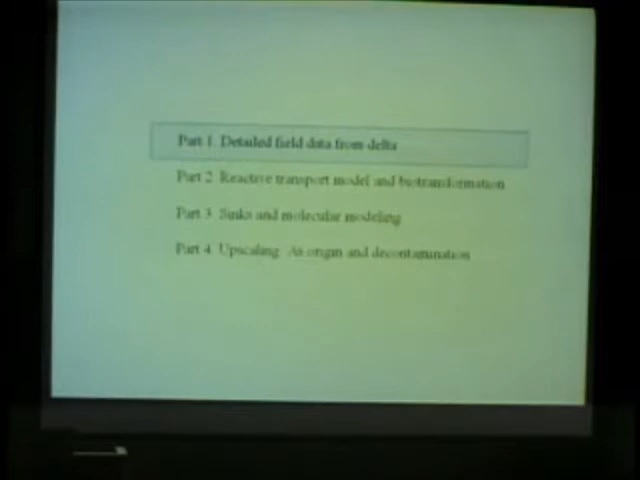 Part 1. Detailed field data from delta
Part 2. Reactive transport model and biotransformation
Part 3. Sinks and molecular modeling
Part 4. Upscaling. As origin and decontamination